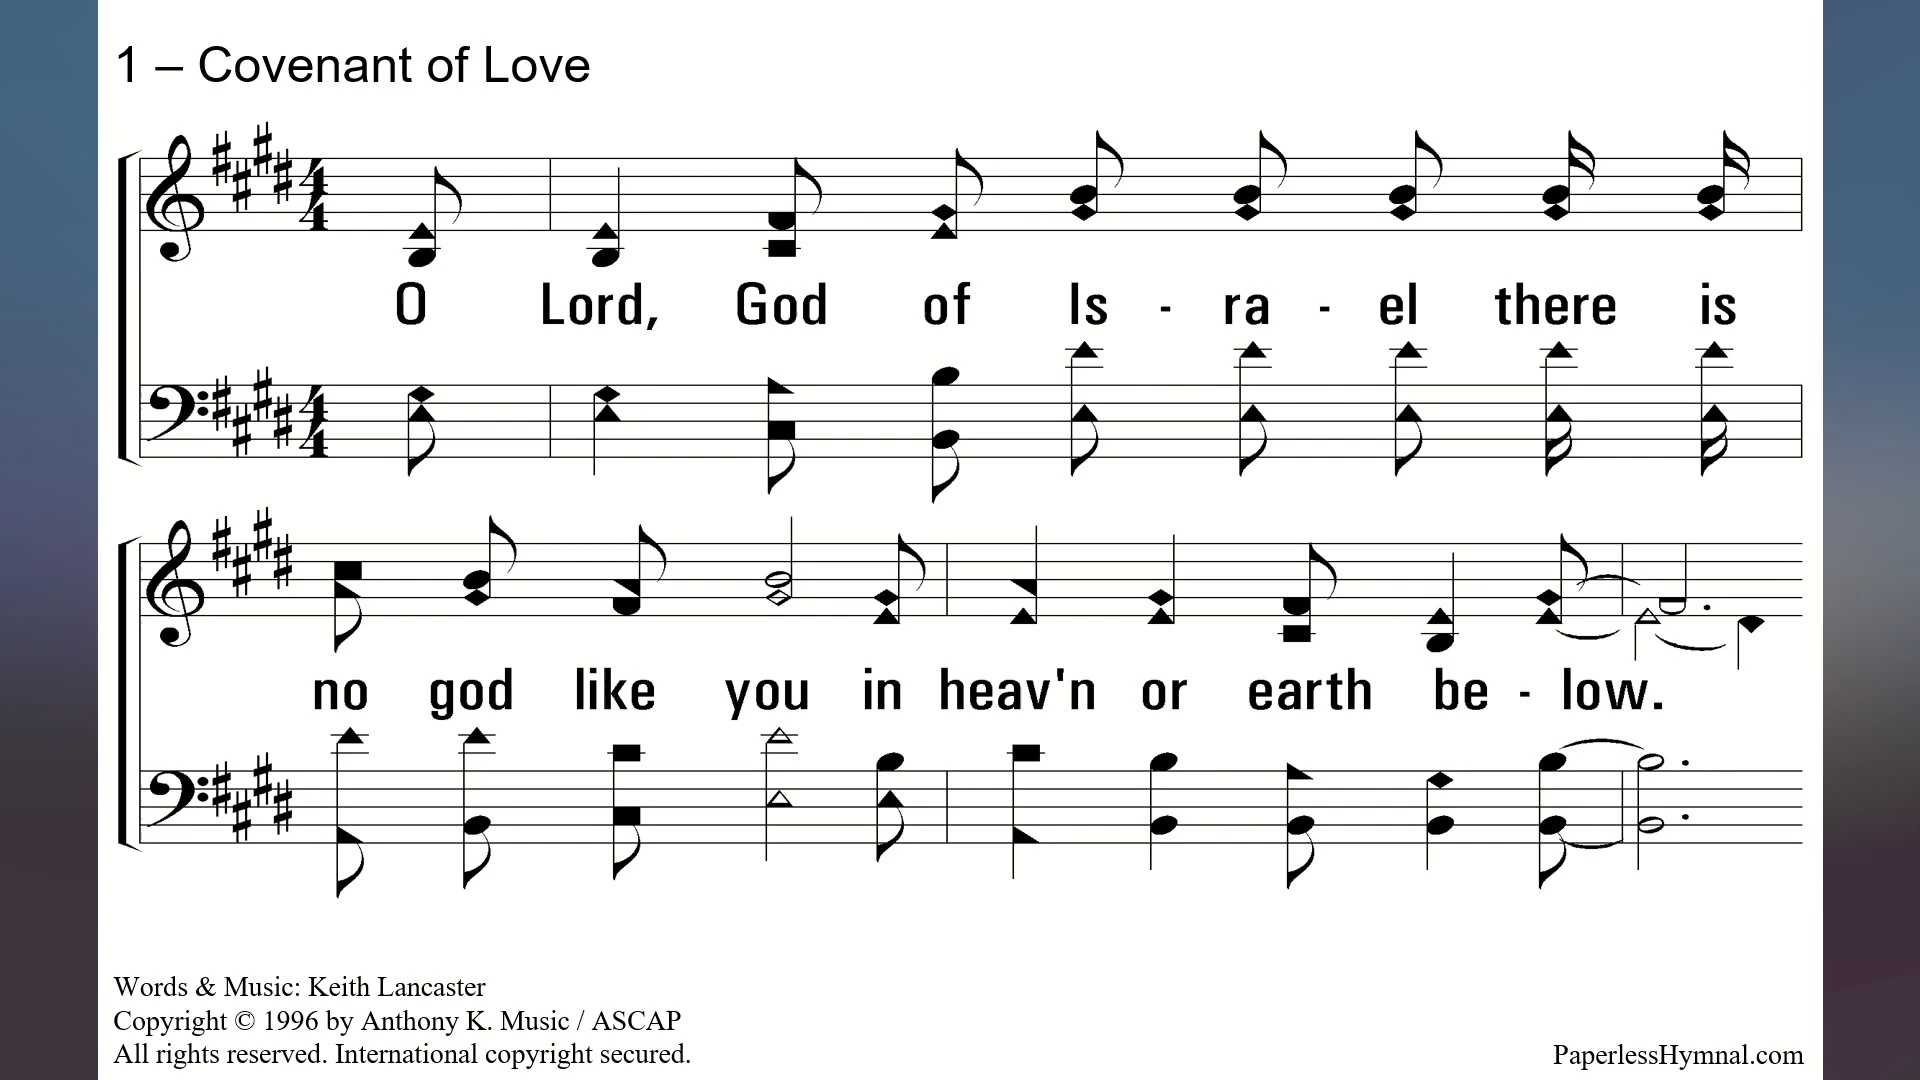 1 – Covenant of Love
O Lord, God of Is - ra - el there is
no god like you in heav'n or earth be - low.
Words & Music: Keith Lancaster
Copyright © 1996 by Anthony K. Music / ASCAP
All rights reserved. International copyright secured.
PaperlessHymnal.com